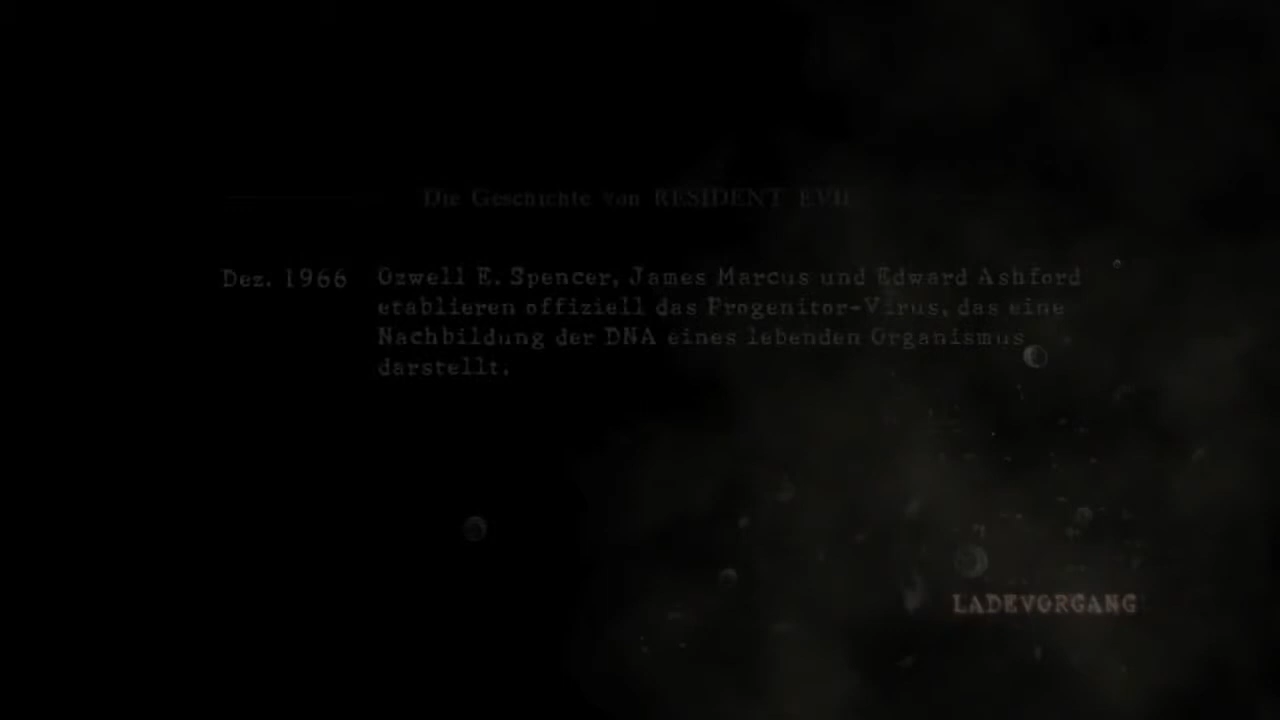 Die Geschichte von RESIDENT EVIL
Dez. 1966
Ozwell E. Spencer, James Marcus und Edward Ashford
etablieren offiziell das Progenitor-Virus, das eine
Nachbildung der DNA eines lebenden Organismus
darstellt.
LADEVORGANG